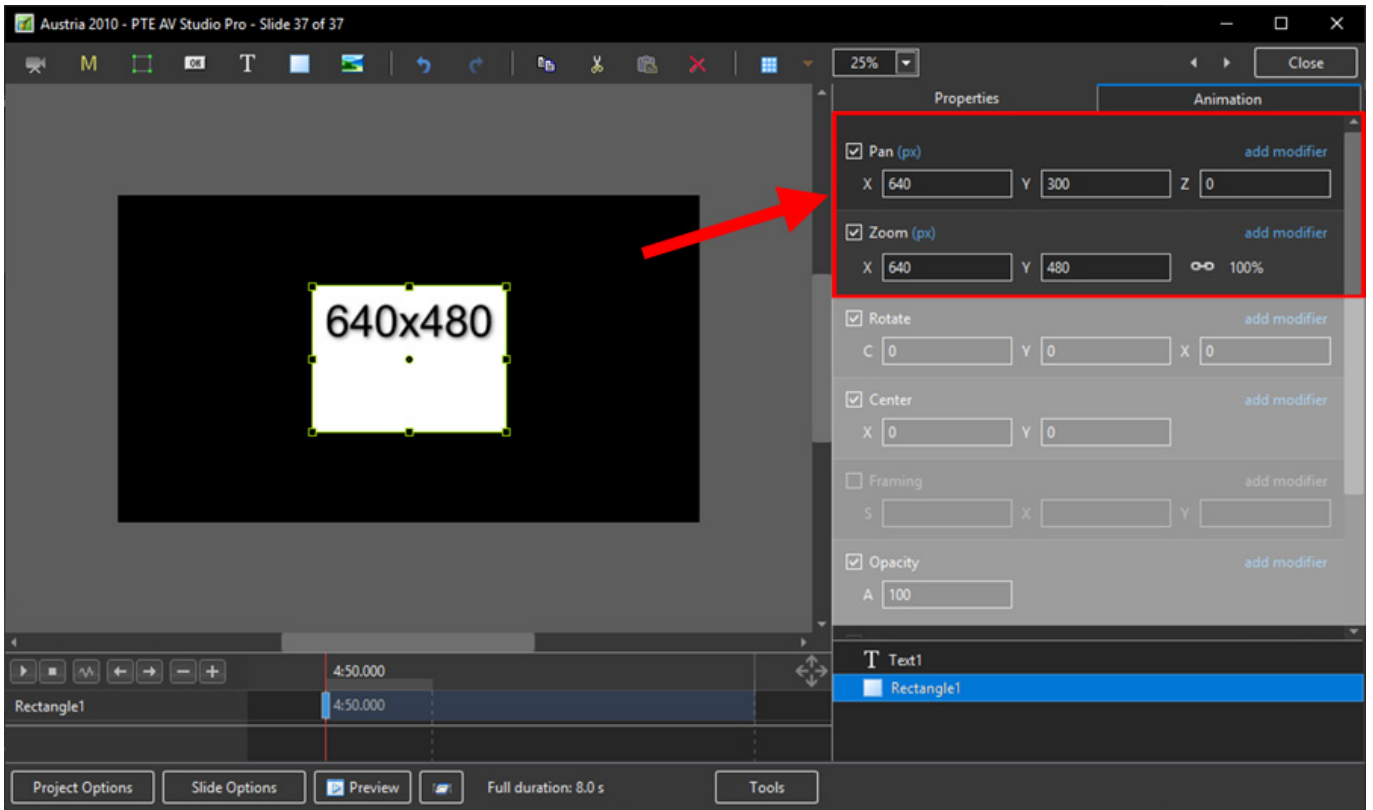 Austria 2010 - PTE AV Studio Pro - Slide 37 of 37
M OK T 25% Close
Properties Animation
Pan (px) add modifier
X 640 Y 300 Z 0
Zoom (px) add modifier
X 640 Y 480 100%
640x480
Rotate add modifier
C 0 Y 0 X 0
Center add modifier
X 0 Y 0
Framing add modifier
S X Y
Opacity add modifier
A 100
4:50.000
T Text1
Rectangle1
Rectangle1 4:50.000
Project Options Slide Options Preview Full duration: 8.0 s Tools